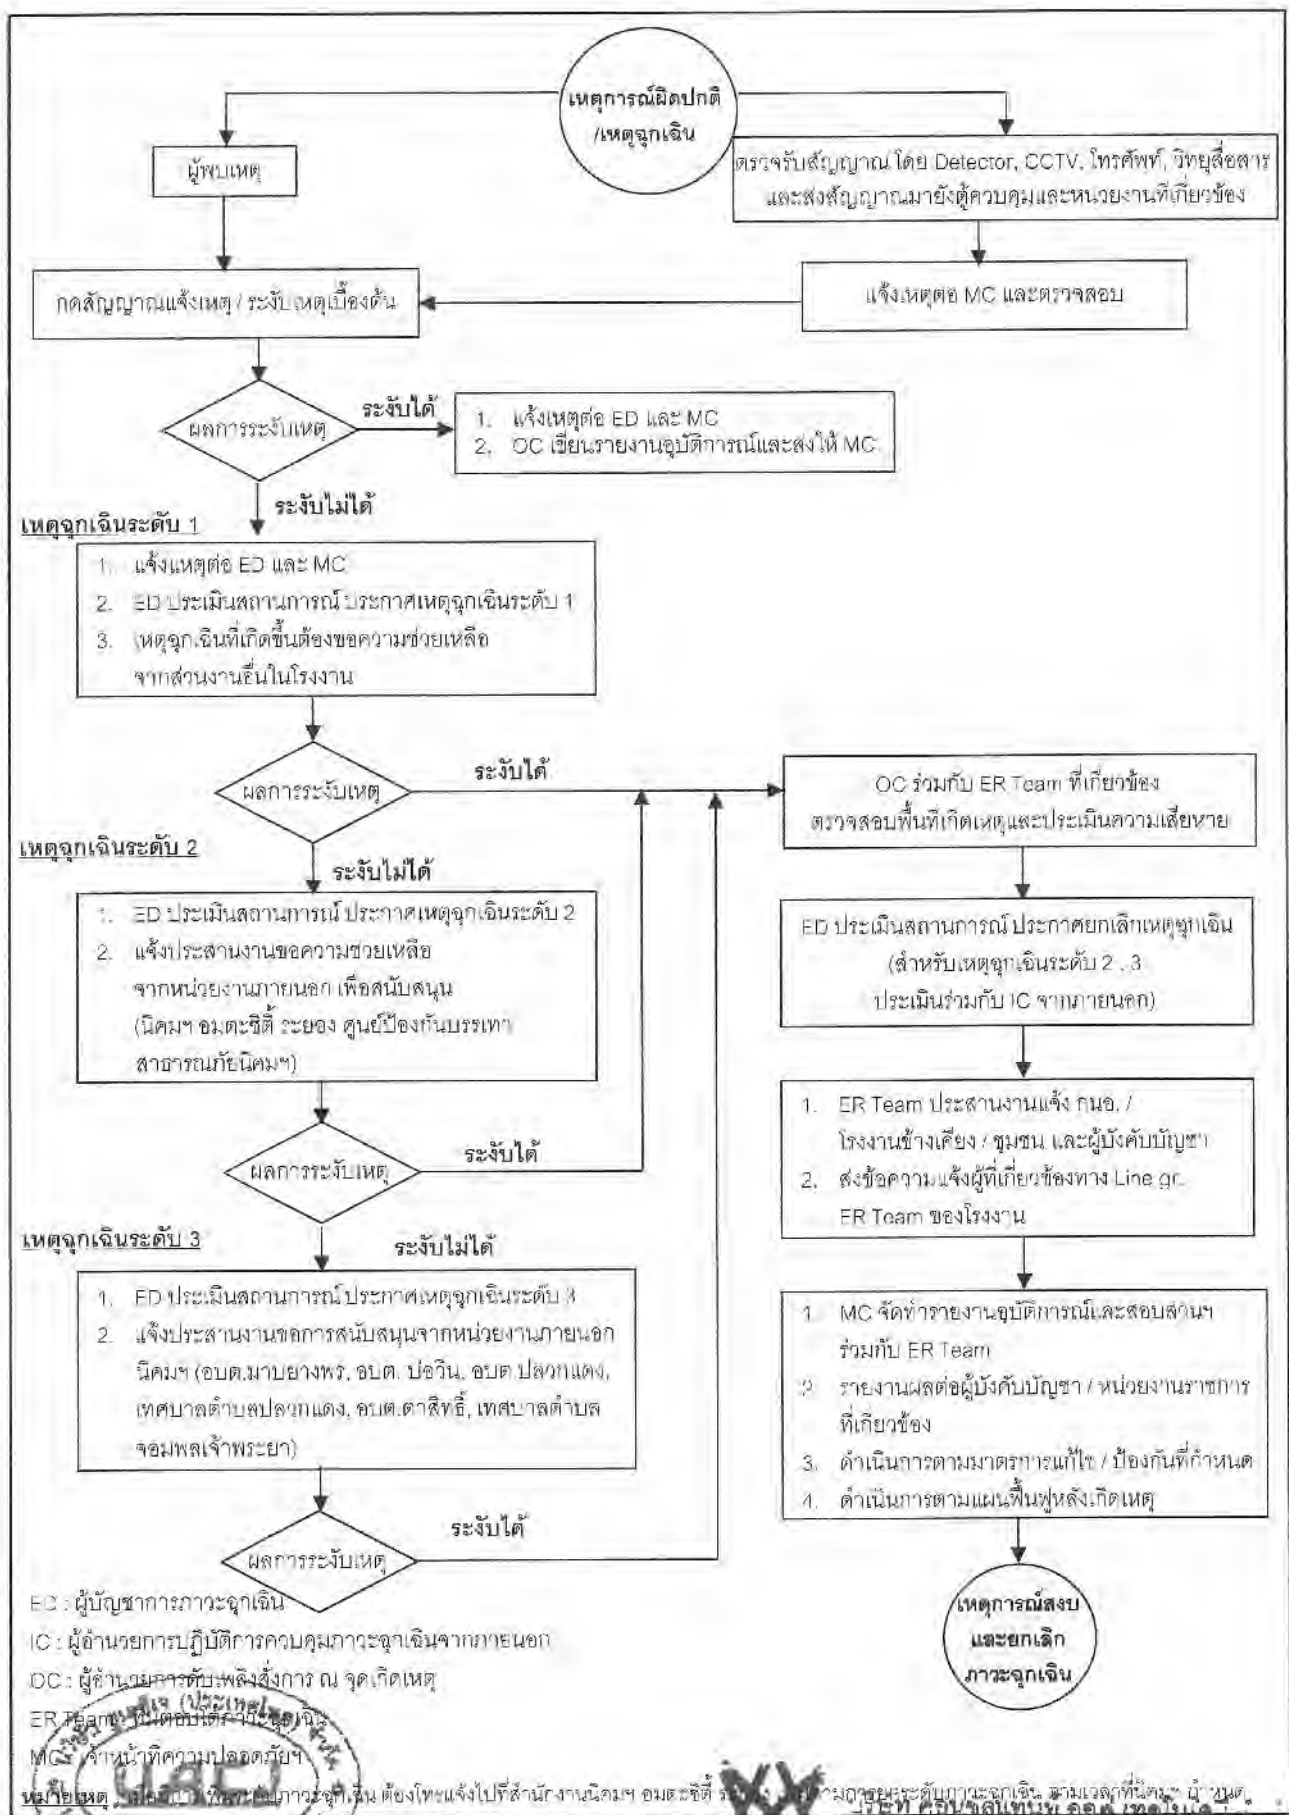 เหตุการณ์ผิดปกติ
/เหตุฉุกเฉิน
ผู้พบเหตุ
ตรวจรับสัญญาณ โดย Detector, CCTV, โทรศัพท์, วิทยุสื่อสาร
และส่งสัญญาณมายังตู้ควบคุมและหน่วยงานที่เกี่ยวข้อง
กดสัญญาณแจ้งเหตุ / ระงับเหตุเบื้องต้น
แจ้งเหตุต่อ MC และตรวจสอบ
ผลการระงับเหตุ
ระงับได้
1. แจ้งเหตุต่อ ED และ MC
2. OC เขียนรายงานอุบัติการณ์และส่งให้ MC
ระงับไม่ได้
เหตุฉุกเฉินระดับ 1
1. แจ้งเหตุต่อ ED และ MC
2. ED ประเมินสถานการณ์ ประกาศเหตุฉุกเฉินระดับ 1
3. เหตุฉุกเฉินที่เกิดขึ้นต้องขอความช่วยเหลือ
จากส่วนงานอื่นในโรงงาน
ผลการระงับเหตุ
ระงับได้
ระงับไม่ได้
เหตุฉุกเฉินระดับ 2
1. ED ประเมินสถานการณ์ ประกาศเหตุฉุกเฉินระดับ 2
2. แจ้งประสานงานขอความช่วยเหลือ
จากหน่วยงานภายนอก เพื่อสนับสนุน
(นิคมฯ อมตะซิตี้ ระยอง ศูนย์ป้องกันบรรเทา
สาธารณภัยนิคมฯ)
ผลการระงับเหตุ
ระงับได้
ระงับไม่ได้
เหตุฉุกเฉินระดับ 3
1. ED ประเมินสถานการณ์ ประกาศเหตุฉุกเฉินระดับ 3
2. แจ้งประสานงานขอการสนับสนุนจากหน่วยงานภายนอก
นิคมฯ (อบต.มาบยางพร, อบต. บ่อวิน, อบต.ปลวกแดง,
เทศบาลตำบลปลวกแดง, อบต.ตาสิทธิ์, เทศบาลตำบล
จอมพลเจ้าพระยา)
ผลการระงับเหตุ
ระงับได้
OC ร่วมกับ ER Team ที่เกี่ยวข้อง
ตรวจสอบพื้นที่เกิดเหตุและประเมินความเสียหาย
ED ประเมินสถานการณ์ ประกาศยกเลิกเหตุฉุกเฉิน
(สำหรับเหตุฉุกเฉินระดับ 2 , 3
ประเมินร่วมกับ IC จากภายนอก)
1. ER Team ประสานงานแจ้ง กนอ. /
โรงงานข้างเคียง / ชุมชน และผู้บังคับบัญชา
2. ส่งข้อความแจ้งผู้ที่เกี่ยวข้องทาง Line gr.
ER Team ของโรงงาน
1. MC จัดทำรายงานอุบัติการณ์และสอบสวนฯ
ร่วมกับ ER Team
2. รายงานผลต่อผู้บังคับบัญชา / หน่วยงานราชการ
ที่เกี่ยวข้อง
3. ดำเนินการตามมาตรการแก้ไข / ป้องกันที่กำหนด
4. ดำเนินการตามแผนฟื้นฟูหลังเกิดเหตุ
เหตุการณ์สงบ
และยกเลิก
ภาวะฉุกเฉิน
ED : ผู้บัญชาการภาวะฉุกเฉิน
IC : ผู้อำนวยการปฏิบัติการควบคุมภาวะฉุกเฉินจากภายนอก
OC : ผู้อำนวยการดับเพลิงสั่งการ ณ จุดเกิดเหตุ
ER Team : ทีมตอบโต้ภาวะฉุกเฉิน
MC : เจ้าหน้าที่ความปลอดภัยฯ
หมายเหตุ ภาวะฉุกเฉิน ต้องโทรแจ้งไปที่สำนักงานนิคมฯ อมตะซิตี้ ตามเวลาที่นิคมฯ กำหนด